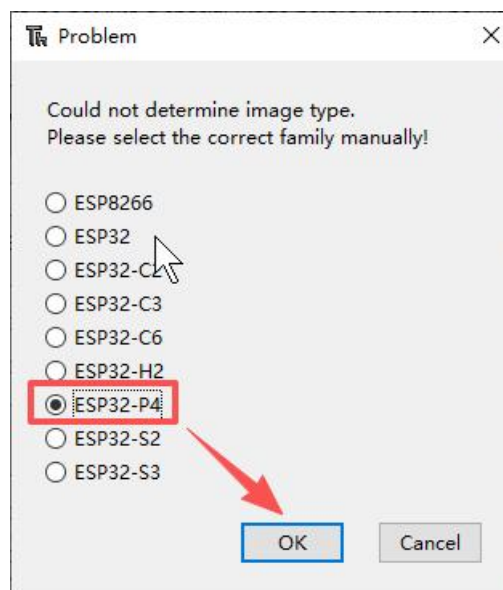 Problem
Could not determine image type.
Please select the correct family manually!
ESP8266
ESP32
ESP32-C2
ESP32-C3
ESP32-C6
ESP32-H2
ESP32-P4
ESP32-S2
ESP32-S3
OK Cancel